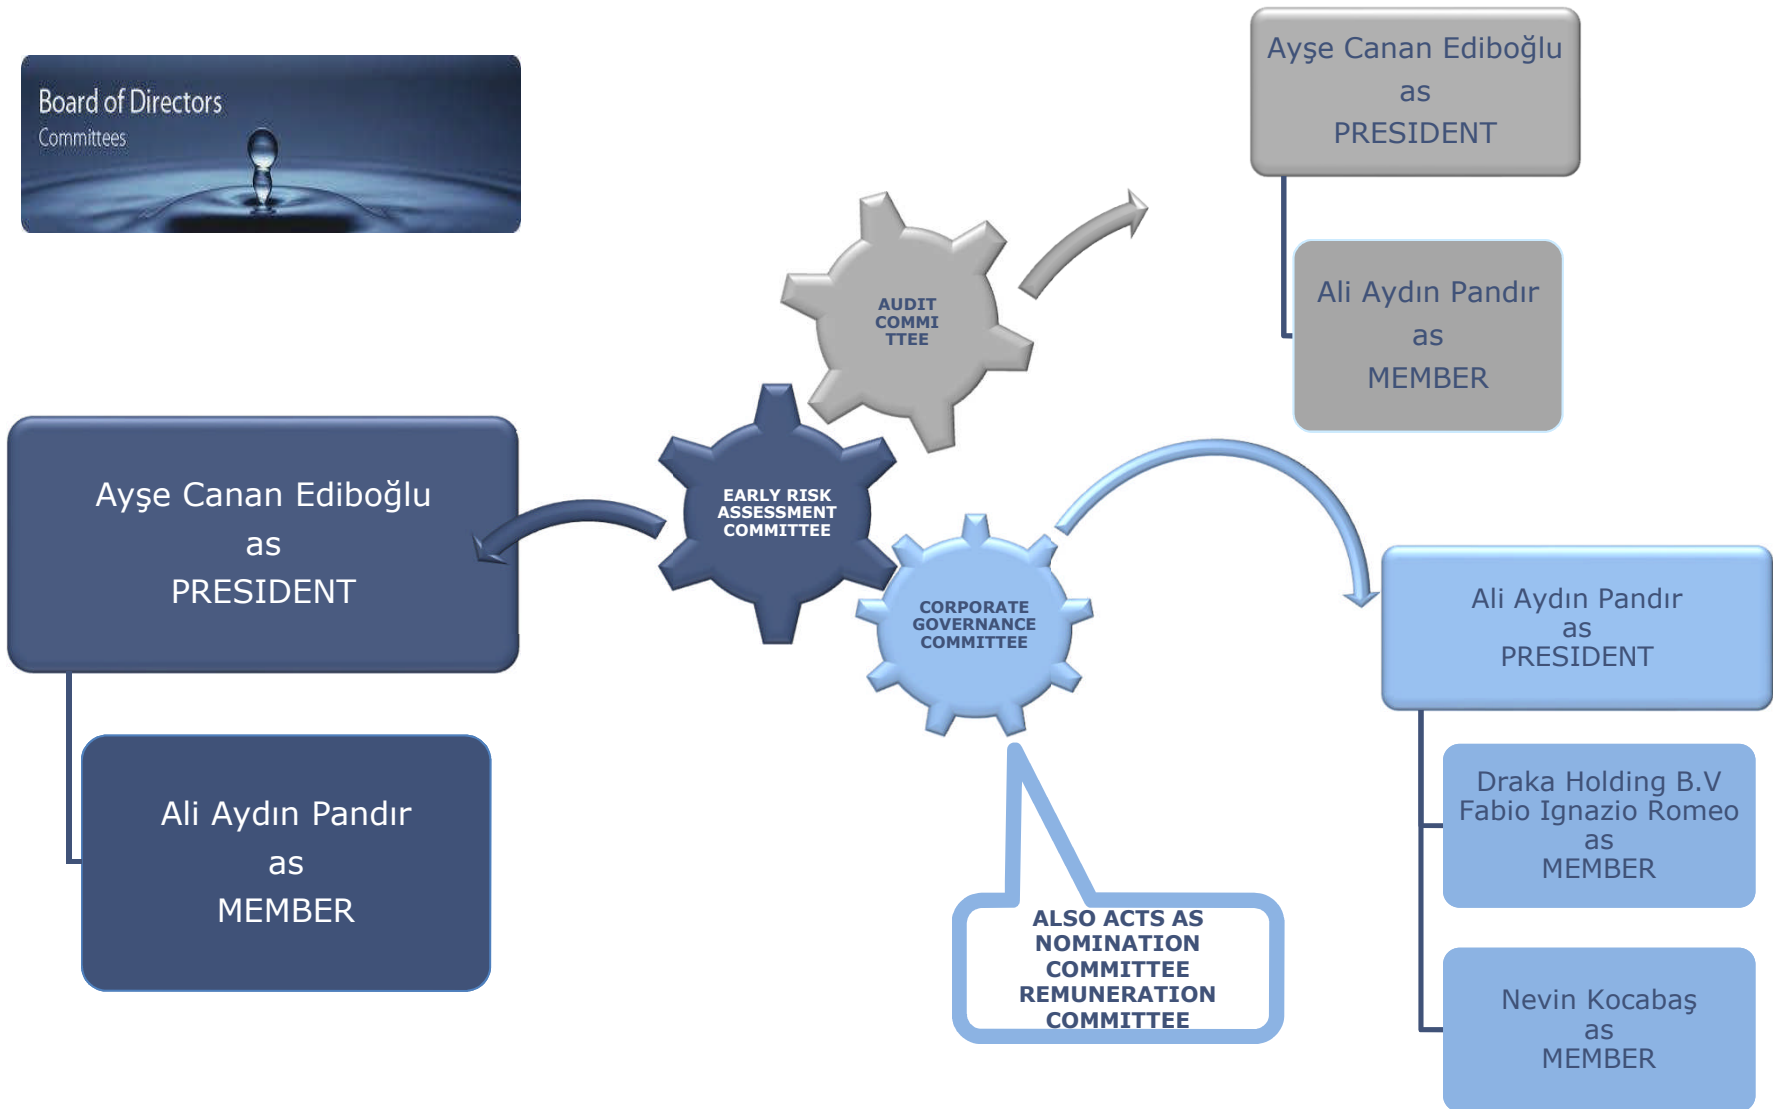 Board of Directors
Committees
Ayşe Canan Ediboğlu
as
PRESIDENT
Ali Aydın Pandır
as
MEMBER
AUDIT
COMMI
TTEE
EARLY RISK
ASSESSMENT
COMMITTEE
Ayşe Canan Ediboğlu
as
PRESIDENT
Ali Aydın Pandır
as
MEMBER
CORPORATE
GOVERNANCE
COMMITTEE
ALSO ACTS AS
NOMINATION
COMMITTEE
REMUNERATION
COMMITTEE
Ali Aydın Pandır
as
PRESIDENT
Draka Holding B.V
Fabio Ignazio Romeo
as
MEMBER
Nevin Kocabaş
as
MEMBER